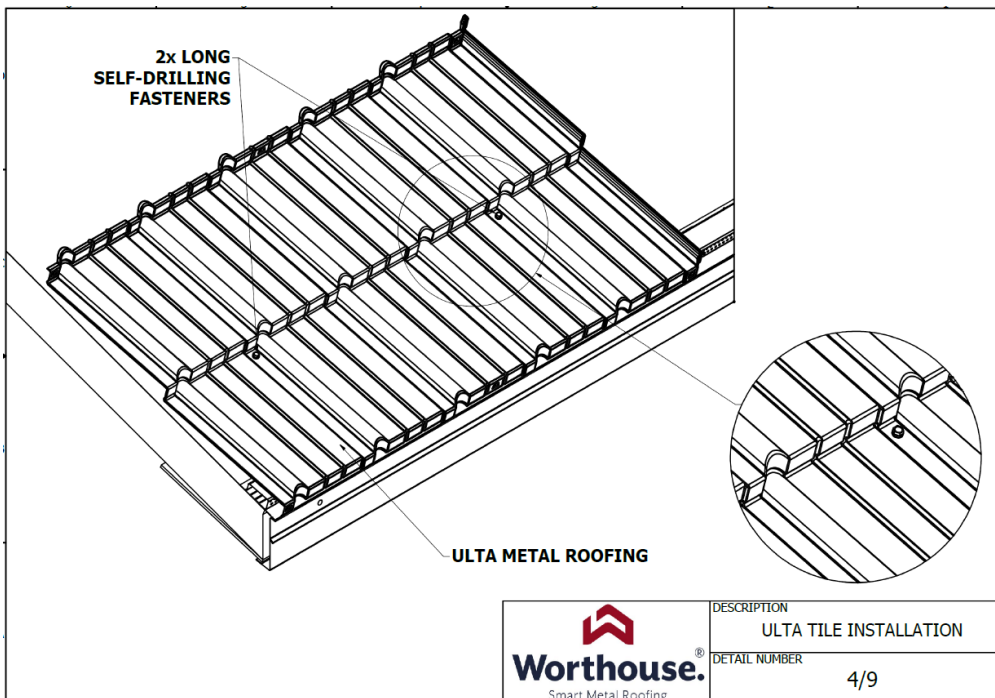 2x LONG
SELF-DRILLING
FASTENERS
ULTA METAL ROOFING
Worthouse.®
Smart Metal Roofing
DESCRIPTION
ULTA TILE INSTALLATION
DETAIL NUMBER
4/9